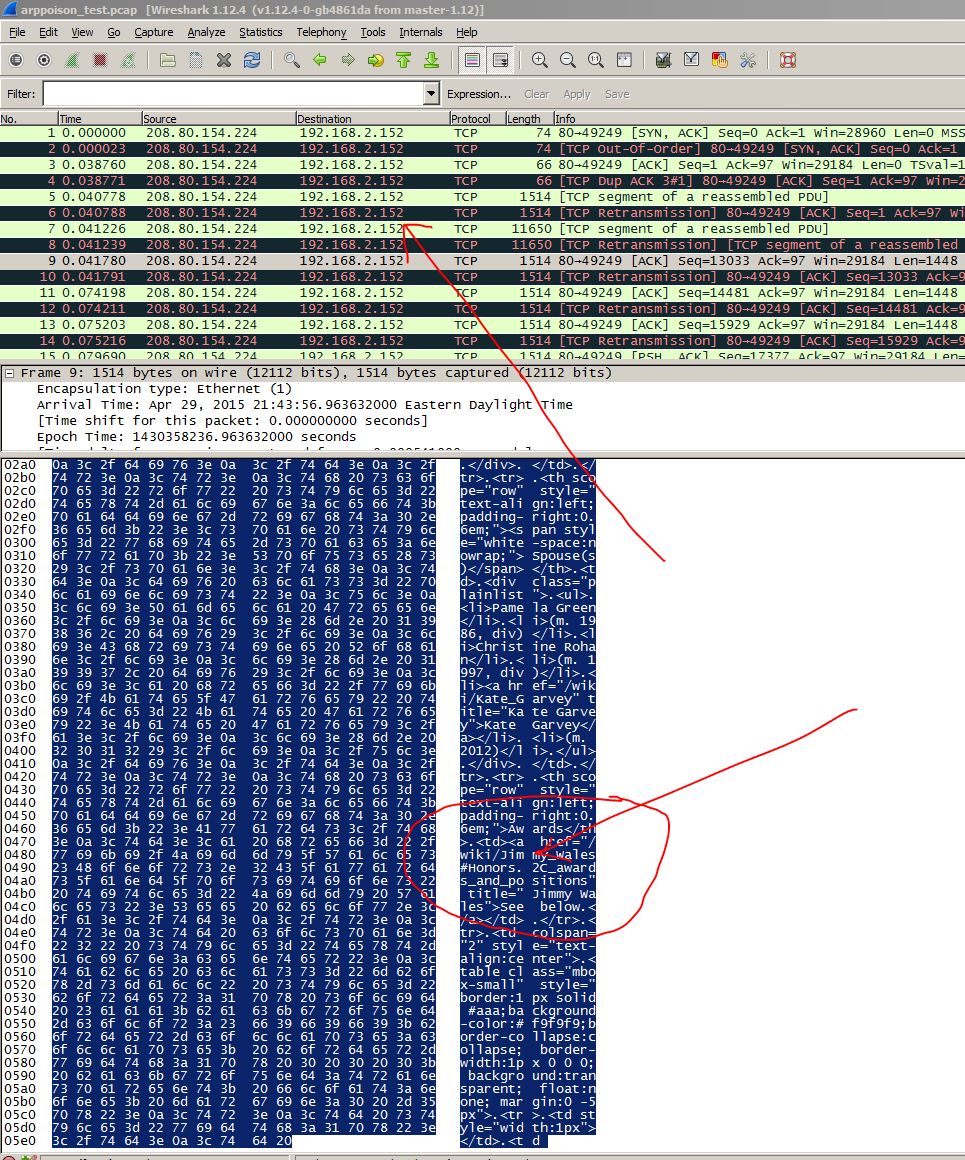 arppoison_test.pcap [Wireshark 1.12.4 (v1.12.4-0-gb4861da from master-1.12)]
File Edit View Go Capture Analyze Statistics Telephony Tools Internals Help
Filter: Expression... Clear Apply Save
No. Time Source Destination Protocol Length Info
1 0.000000 208.80.154.224 192.168.2.152 TCP 74 80→49249 [SYN, ACK] Seq=0 Ack=1 Win=28960 Len=0 MSS
2 0.000023 208.80.154.224 192.168.2.152 TCP 74 [TCP Out-Of-Order] 80→49249 [SYN, ACK] Seq=0 Ack=1
3 0.038760 208.80.154.224 192.168.2.152 TCP 66 80→49249 [ACK] Seq=1 Ack=97 Win=29184 Len=0 TSval=1
4 0.038771 208.80.154.224 192.168.2.152 TCP 66 [TCP Dup ACK 3#1] 80→49249 [ACK] Seq=1 Ack=97 Win=2
5 0.040778 208.80.154.224 192.168.2.152 TCP 1514 [TCP segment of a reassembled PDU]
6 0.040788 208.80.154.224 192.168.2.152 TCP 1514 [TCP Retransmission] 80→49249 [ACK] Seq=1 Ack=97 Wi
7 0.041226 208.80.154.224 192.168.2.152 TCP 11650 [TCP segment of a reassembled PDU]
8 0.041239 208.80.154.224 192.168.2.152 TCP 11650 [TCP Retransmission] [TCP segment of a reassembled
9 0.041780 208.80.154.224 192.168.2.152 TCP 1514 80→49249 [ACK] Seq=13033 Ack=97 Win=29184 Len=1448
10 0.041791 208.80.154.224 192.168.2.152 TCP 1514 [TCP Retransmission] 80→49249 [ACK] Seq=13033 Ack=9
11 0.074198 208.80.154.224 192.168.2.152 TCP 1514 80→49249 [ACK] Seq=14481 Ack=97 Win=29184 Len=1448
12 0.074211 208.80.154.224 192.168.2.152 TCP 1514 [TCP Retransmission] 80→49249 [ACK] Seq=14481 Ack=9
13 0.075203 208.80.154.224 192.168.2.152 TCP 1514 80→49249 [ACK] Seq=15929 Ack=97 Win=29184 Len=1448
14 0.075216 208.80.154.224 192.168.2.152 TCP 1514 [TCP Retransmission] 80→49249 [ACK] Seq=15929 Ack=9
15 0.079690 208.80.154.224 192.168.2.152 TCP 1514 80→49249 [PSH, ACK] Seq=17377 Ack=97 Win=29184 Len=
Frame 9: 1514 bytes on wire (12112 bits), 1514 bytes captured (12112 bits)
Encapsulation type: Ethernet (1)
Arrival Time: Apr 29, 2015 21:43:56.963632000 Eastern Daylight Time
[Time shift for this packet: 0.000000000 seconds]
Epoch Time: 1430358236.963632000 seconds
02a0 0a 3c 2f 64 69 76 3e 0a 3c 2f 74 64 3e 0a 3c 2f .</div>. </td>.</
02b0 74 72 3e 0a 3c 74 72 3e 0a 3c 74 68 20 73 63 6f tr>.<tr> .<th sco
02c0 70 65 3d 22 72 6f 77 22 20 73 74 79 6c 65 3d 22 pe="row" style="
02d0 74 65 78 74 2d 61 6c 69 67 6e 3a 6c 65 66 74 3b text-ali gn:left;
02e0 70 61 64 64 69 6e 67 2d 72 69 67 68 74 3a 30 2e padding- right:0.
02f0 36 65 6d 3b 22 3e 3c 73 70 61 6e 20 73 74 79 6c 6em;"><s pan styl
0300 65 3d 22 77 68 69 74 65 2d 73 70 61 63 65 3a 6e e="white -space:n
0310 6f 77 72 61 70 3b 22 3e 53 70 6f 75 73 65 28 73 owrap;"> Spouse(s
0320 29 3c 2f 73 70 61 6e 3e 3c 2f 74 68 3e 0a 3c 74 )</span> </th>.<t
0330 64 3e 0a 3c 64 69 76 20 63 6c 61 73 73 3d 22 70 d>.<div class="p
0340 6c 61 69 6e 6c 69 73 74 22 3e 0a 3c 75 6c 3e 0a lainlist ">.<ul>.
0350 3c 6c 69 3e 50 61 6d 65 6c 61 20 47 72 65 65 6e <li>Pame la Green
0360 3c 2f 6c 69 3e 0a 3c 6c 69 3e 28 6d 2e 20 31 39 </li>.<l i>(m. 19
0370 38 36 2c 20 64 69 76 29 3c 2f 6c 69 3e 0a 3c 6c 86, div) </li>.<l
0380 69 3e 43 68 72 69 73 74 69 6e 65 20 52 6f 68 61 i>Christ ine Roha
0390 6e 3c 2f 6c 69 3e 0a 3c 6c 69 3e 28 6d 2e 20 31 n</li>.< li>(m. 1
03a0 39 39 37 2c 20 64 69 76 29 3c 2f 6c 69 3e 0a 3c 997, div )</li>.<
03b0 6c 69 3e 3c 61 20 68 72 65 66 3d 22 2f 77 69 6b li><a hr ef="/wik
03c0 69 2f 4b 61 74 65 5f 47 61 72 76 65 79 22 20 74 i/Kate_G arvey" t
03d0 69 74 6c 65 3d 22 4b 61 74 65 20 47 61 72 76 65 itle="Ka te Garve
03e0 79 22 3e 4b 61 74 65 20 47 61 72 76 65 79 3c 2f y">Kate Garvey</
03f0 61 3e 3c 2f 6c 69 3e 0a 3c 6c 69 3e 28 6d 2e 20 a></li>. <li>(m.
0400 32 30 31 32 29 3c 2f 6c 69 3e 0a 3c 2f 75 6c 3e 2012)</l i>.</ul>
0410 0a 3c 2f 64 69 76 3e 0a 3c 2f 74 64 3e 0a 3c 2f .</div>. </td>.</
0420 74 72 3e 0a 3c 74 72 3e 0a 3c 74 68 20 73 63 6f tr>.<tr> .<th sco
0430 70 65 3d 22 72 6f 77 22 20 73 74 79 6c 65 3d 22 pe="row" style="
0440 74 65 78 74 2d 61 6c 69 67 6e 3a 6c 65 66 74 3b text-ali gn:left;
0450 70 61 64 64 69 6e 67 2d 72 69 67 68 74 3a 30 2e padding- right:0.
0460 36 65 6d 3b 22 3e 41 77 61 72 64 73 3c 2f 74 68 6em;">Aw ards</th
0470 3e 0a 3c 74 64 3e 3c 61 20 68 72 65 66 3d 22 2f >.<td><a href="/
0480 77 69 6b 69 2f 4a 69 6d 6d 79 5f 57 61 6c 65 73 wiki/Jim my_Wales
0490 23 48 6f 6e 6f 72 73 2e 32 43 5f 61 77 61 72 64 #Honors. 2C_award
04a0 73 5f 61 6e 64 5f 70 6f 73 69 74 69 6f 6e 73 22 s_and_po sitions"
04b0 20 74 69 74 6c 65 3d 22 4a 69 6d 6d 79 20 57 61 title=" Jimmy Wa
04c0 6c 65 73 22 3e 53 65 65 20 62 65 6c 6f 77 2e 3c les">See below.<
04d0 2f 61 3e 3c 2f 74 64 3e 0a 3c 2f 74 72 3e 0a 3c /a></td> .</tr>.<
04e0 74 72 3e 0a 3c 74 64 20 63 6f 6c 73 70 61 6e 3d tr>.<td colspan=
04f0 22 32 22 20 73 74 79 6c 65 3d 22 74 65 78 74 2d "2" styl e="text-
0500 61 6c 69 67 6e 3a 63 65 6e 74 65 72 22 3e 0a 3c align:ce nter">.<
0510 74 61 62 6c 65 20 63 6c 61 73 73 3d 22 6d 62 6f table cl ass="mbo
0520 78 2d 73 6d 61 6c 6c 22 20 73 74 79 6c 65 3d 22 x-small" style="
0530 62 6f 72 64 65 72 3a 31 70 78 20 73 6f 6c 69 64 border:1 px solid
0540 20 23 61 61 61 3b 62 61 63 6b 67 72 6f 75 6e 64 #aaa;ba ckground
0550 2d 63 6f 6c 6f 72 3a 23 66 39 66 39 66 39 3b 62 -color:# f9f9f9;b
0560 6f 72 64 65 72 2d 63 6f 6c 6c 61 70 73 65 3a 63 order-co llapse:c
0570 6f 6c 6c 61 70 73 65 3b 20 62 6f 72 64 65 72 2d ollapse; border-
0580 77 69 64 74 68 3a 31 70 78 20 30 20 30 20 30 3b width:1p x 0 0 0;
0590 20 62 61 63 6b 67 72 6f 75 6e 64 3a 74 72 61 6e backgro und:tran
05a0 73 70 61 72 65 6e 74 3b 20 66 6c 6f 61 74 3a 6e sparent; float:n
05b0 6f 6e 65 3b 20 6d 61 72 67 69 6e 3a 30 20 2d 35 one; mar gin:0 -5
05c0 70 78 22 3e 0a 3c 74 72 3e 0a 3c 74 64 20 73 74 px">.<tr >.<td st
05d0 79 6c 65 3d 22 77 69 64 74 68 3a 31 70 78 22 3e yle="wid th:1px">
05e0 3c 2f 74 64 3e 0a 3c 74 64 20 </td>.<t d